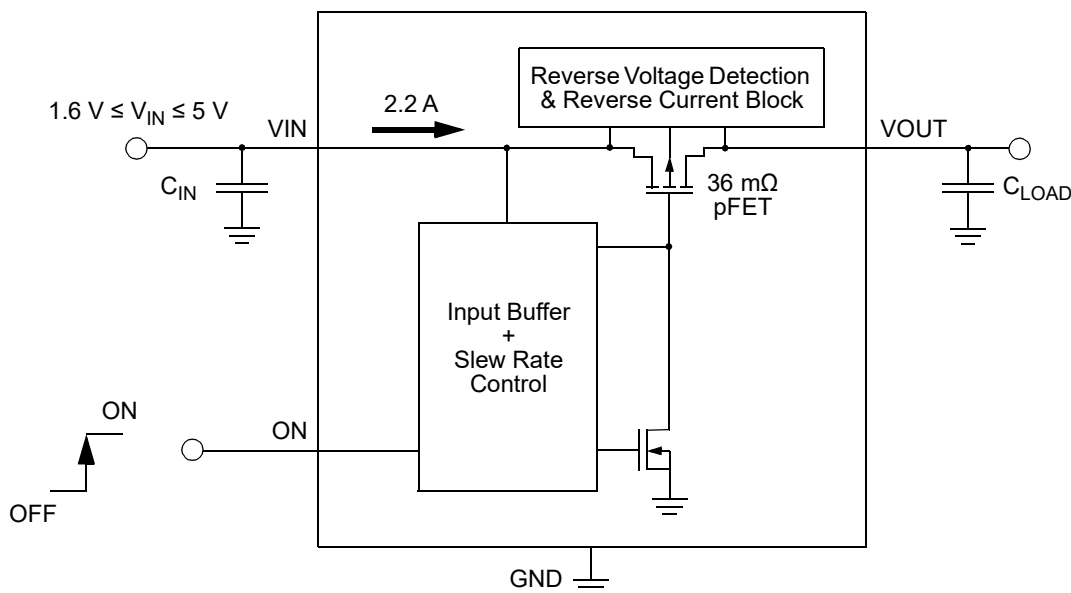 Reverse Voltage Detection
& Reverse Current Block
1.6 V ≤ VIN ≤ 5 V
2.2 A
VIN
VOUT
CIN
36 mΩ
pFET
CLOAD
Input Buffer
+
Slew Rate
Control
ON
ON
OFF
GND